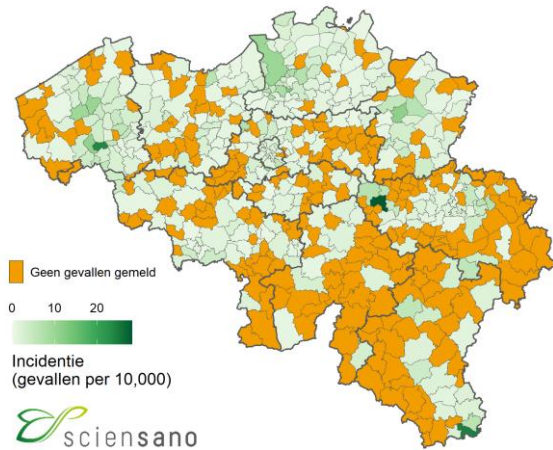 Geen gevallen gemeld
0 10 20
Incidentie
(gevallen per 10,000)
sciensano